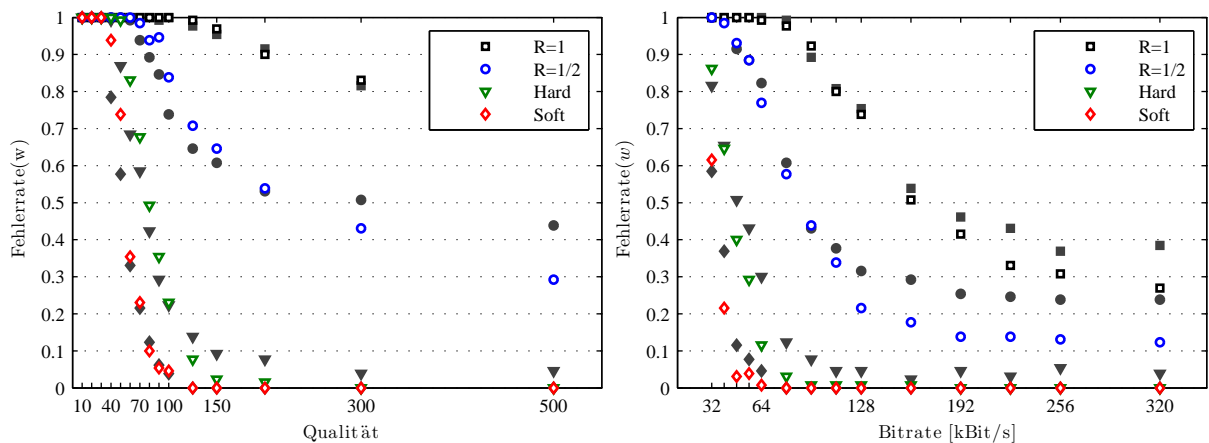 1
0.9
0.8
0.7
0.6
0.5
0.4
0.3
0.2
0.1
0
Fehlerrate(w)
R=1
R=1/2
Hard
Soft
10 40 70 100 150 300 500
Qualität
1
0.9
0.8
0.7
0.6
0.5
0.4
0.3
0.2
0.1
0
Fehlerrate(w)
R=1
R=1/2
Hard
Soft
32 64 128 192 256 320
Bitrate [kBit/s]